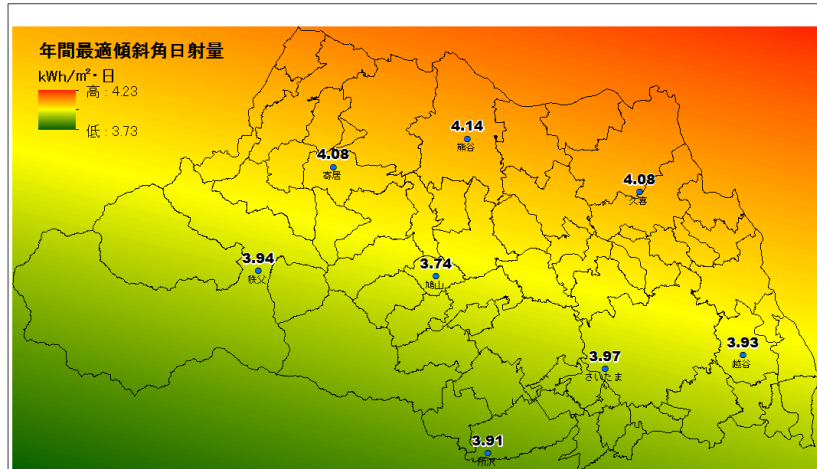 年間最適傾斜角日射量
kWh/m²・日
高 : 4.23
低 : 3.73
4.14
熊谷
4.08
寄居
4.08
久喜
3.94
秩父
3.74
鳩山
3.93
越谷
3.97
さいたま
3.91
所沢